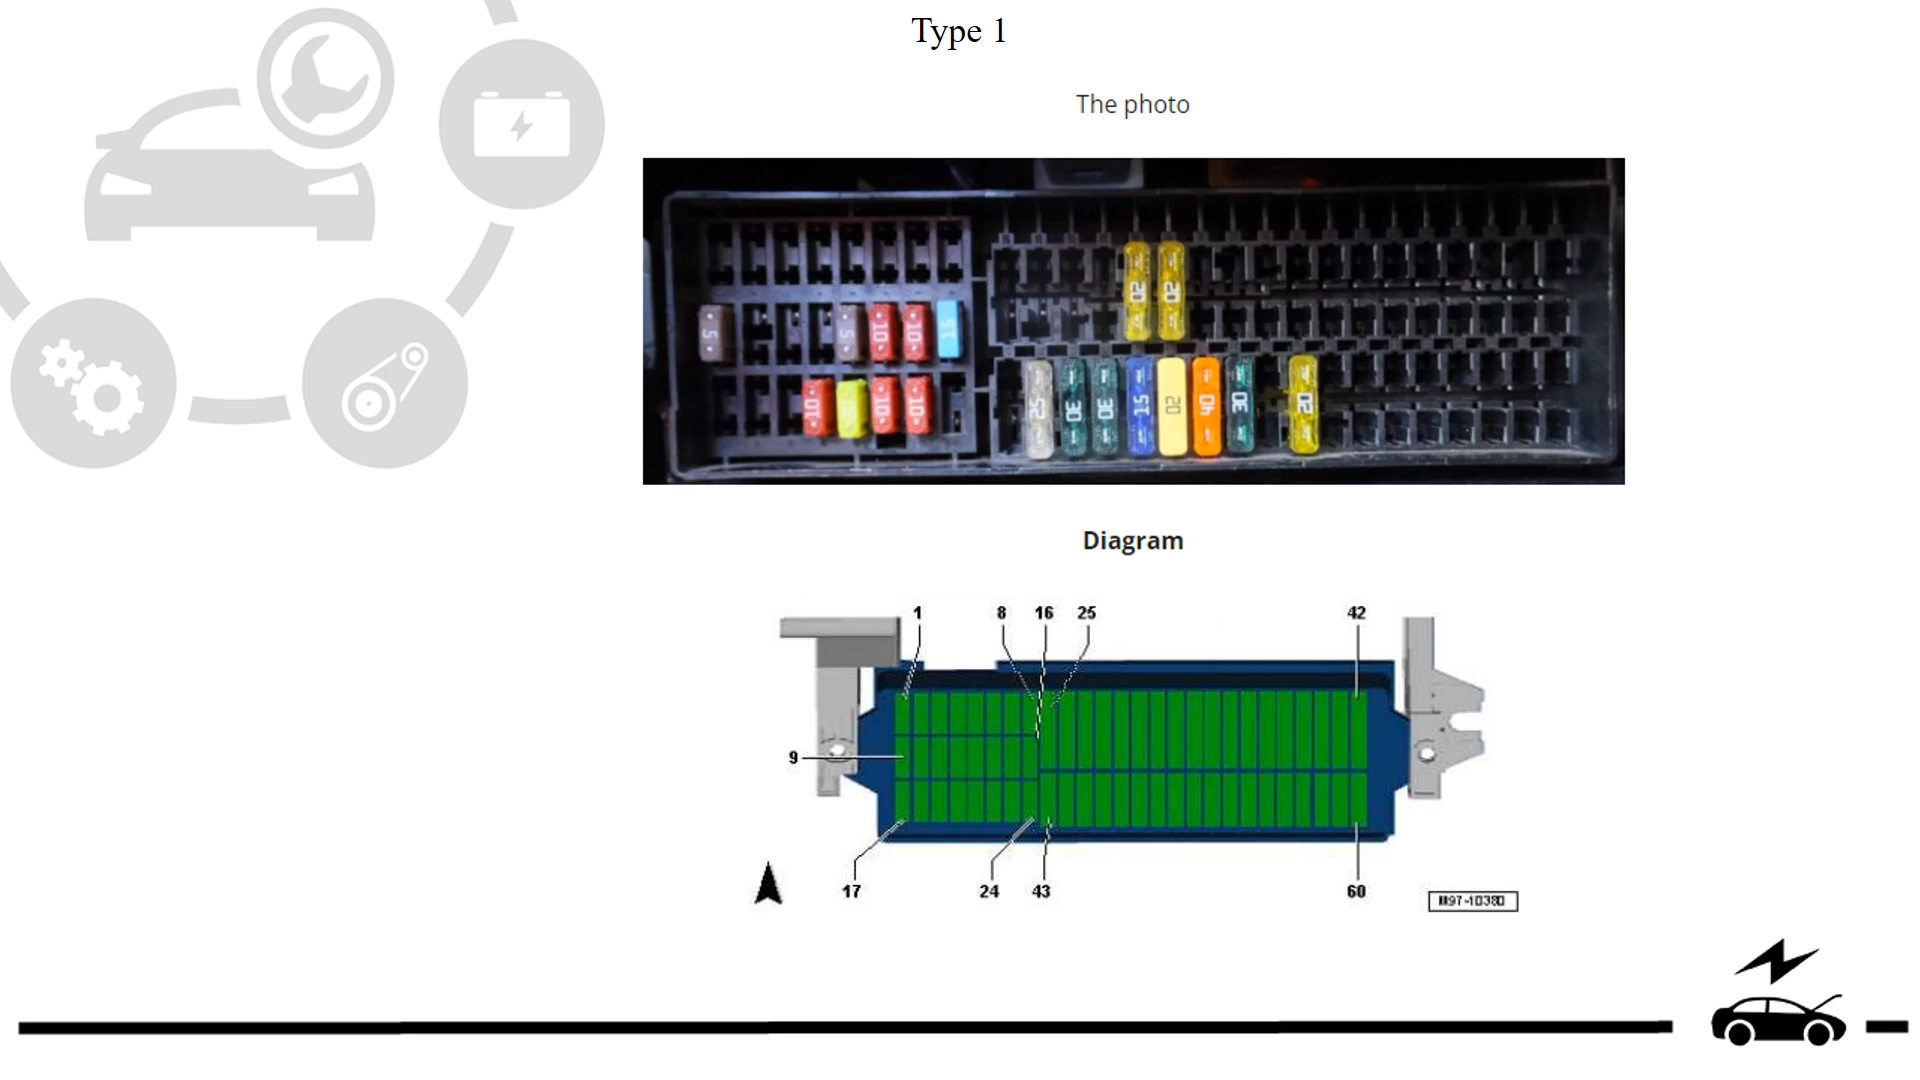 Type 1
The photo
20 20
5 5 10 10 15
25 30 30 15 20 40 30 20
10 10 10
Diagram
1 8 16 25 42
9
17 24 43 60
M97-10380